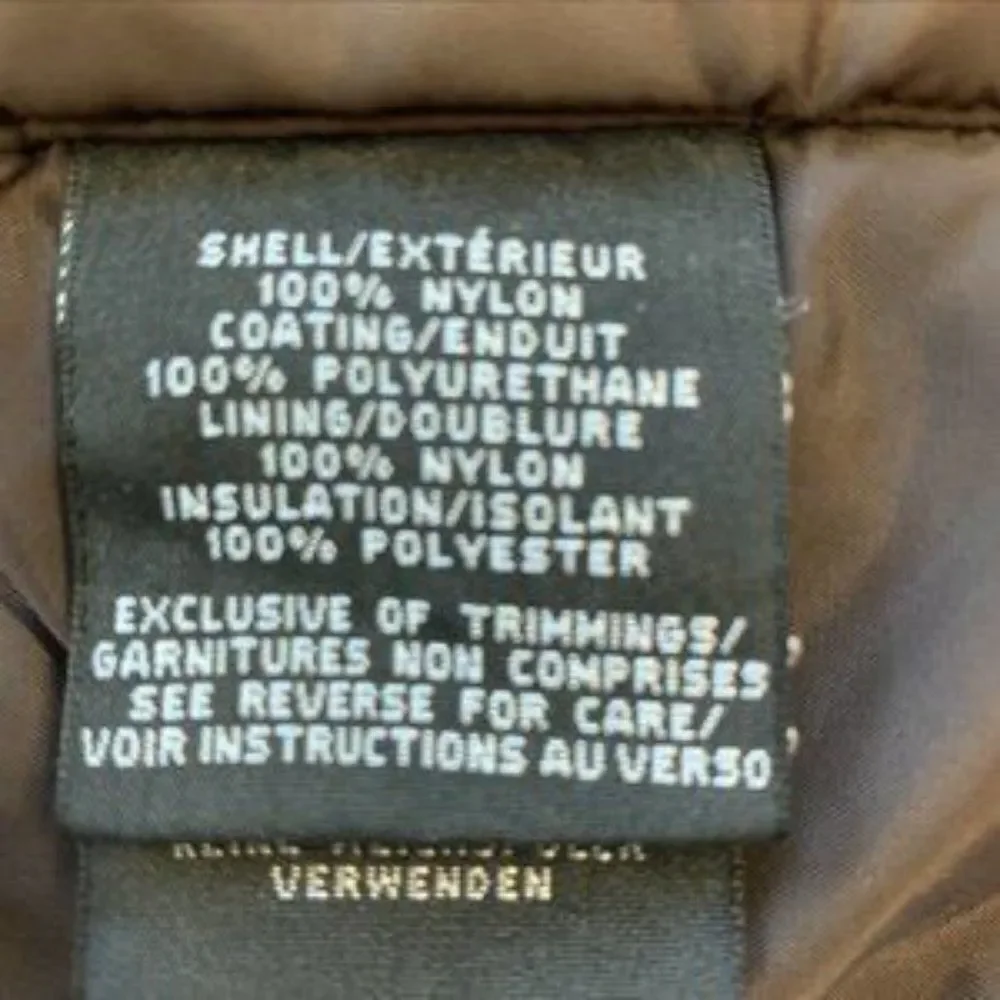 SHELL/EXTÉRIEUR
100% NYLON
COATING/ENDUIT
100% POLYURETHANE
LINING/DOUBLURE
100% NYLON
INSULATION/ISOLANT
100% POLYESTER
EXCLUSIVE OF TRIMMINGS/
GARNITURES NON COMPRISES
SEE REVERSE FOR CARE/
VOIR INSTRUCTIONS AU VERSO
VERWENDEN